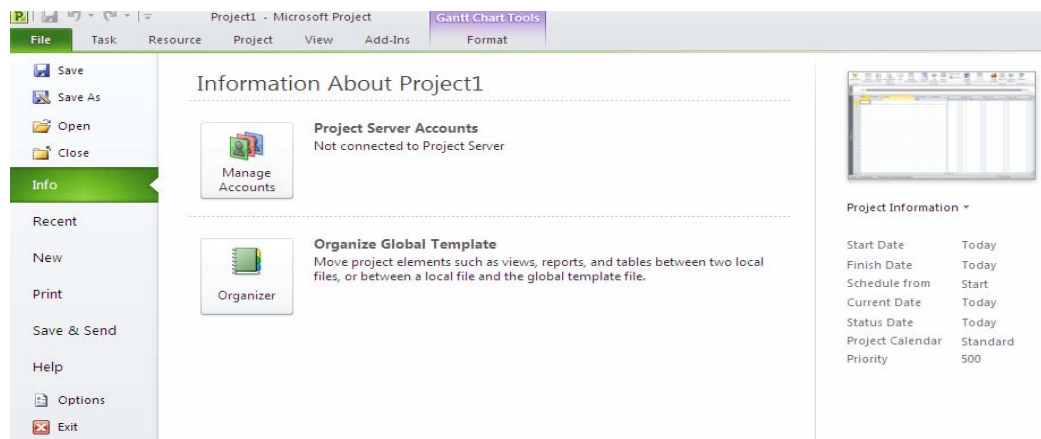 Project1 - Microsoft Project
Gantt Chart Tools
File Task Resource Project View Add-Ins Format
Save
Save As
Open
Close
Info
Recent
New
Print
Save & Send
Help
Options
Exit
Information About Project1
Manage
Accounts
Project Server Accounts
Not connected to Project Server
Organizer
Organize Global Template
Move project elements such as views, reports, and tables between two local
files, or between a local file and the global template file.
Project Information
Start Date Today
Finish Date Today
Schedule from Start
Current Date Today
Status Date Today
Project Calendar Standard
Priority 500